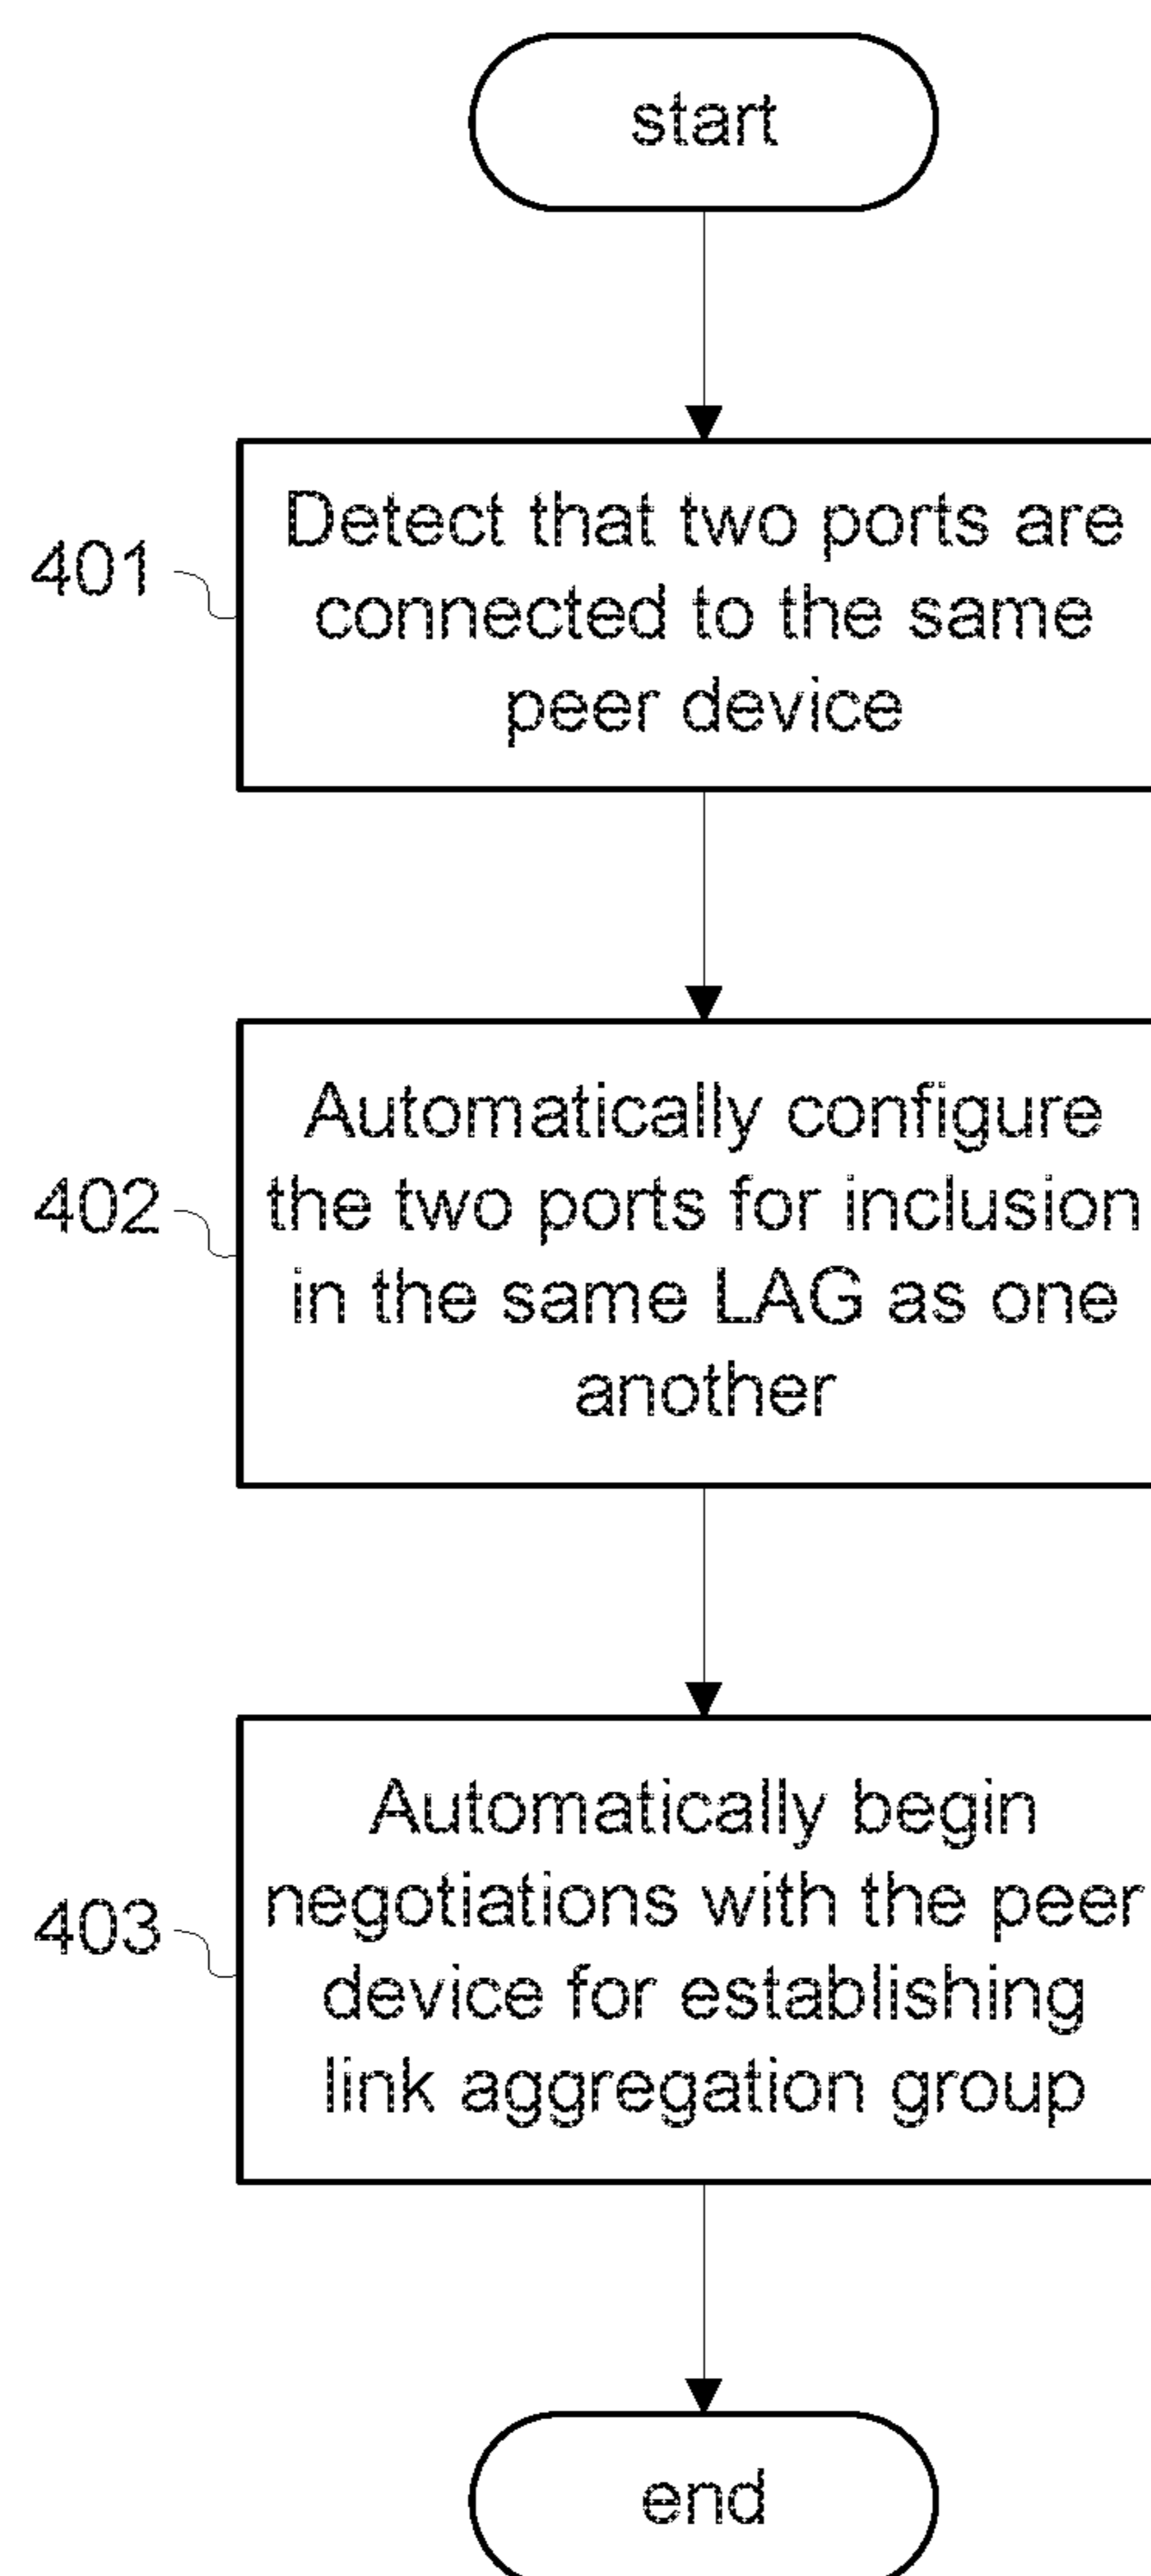 start
401
Detect that two ports are
connected to the same
peer device
402
Automatically configure
the two ports for inclusion
in the same LAG as one
another
403
Automatically begin
negotiations with the peer
device for establishing
link aggregation group
end